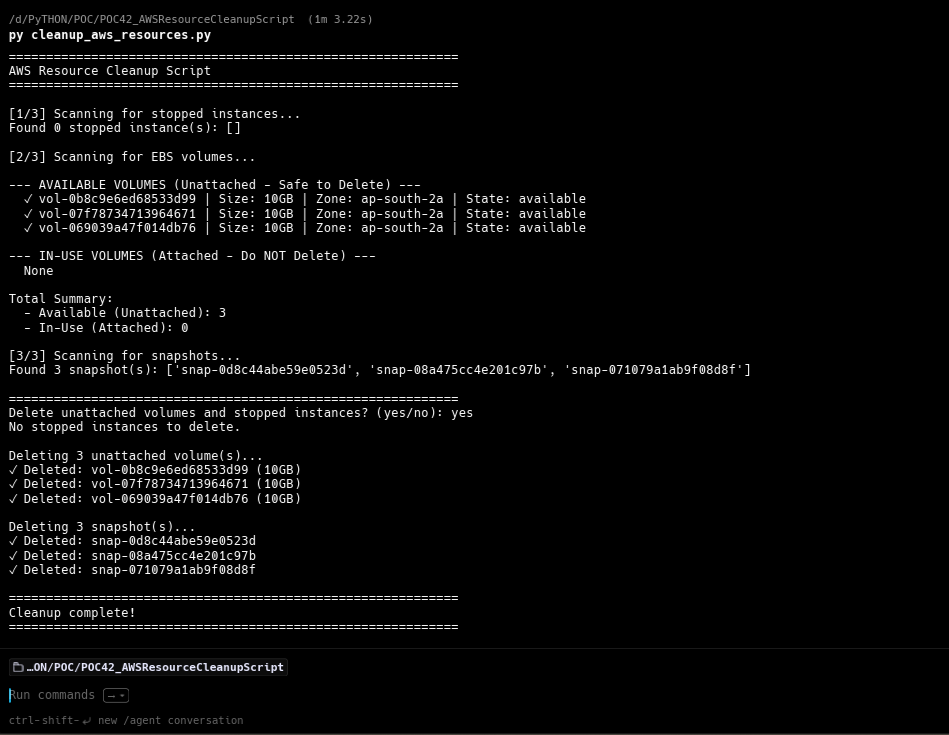 /d/PyTHON/POC/POC42_AWSResourceCleanupScript (1m 3.22s)
py cleanup_aws_resources.py
============================================================
AWS Resource Cleanup Script
============================================================
[1/3] Scanning for stopped instances...
Found 0 stopped instance(s): []
[2/3] Scanning for EBS volumes...
--- AVAILABLE VOLUMES (Unattached - Safe to Delete) ---
✓ vol-0b8c9e6ed68533d99 | Size: 10GB | Zone: ap-south-2a | State: available
✓ vol-07f78734713964671 | Size: 10GB | Zone: ap-south-2a | State: available
✓ vol-069039a47f014db76 | Size: 10GB | Zone: ap-south-2a | State: available
--- IN-USE VOLUMES (Attached - Do NOT Delete) ---
None
Total Summary:
- Available (Unattached): 3
- In-Use (Attached): 0
[3/3] Scanning for snapshots...
Found 3 snapshot(s): ['snap-0d8c44abe59e0523d', 'snap-08a475cc4e201c97b', 'snap-071079a1ab9f08d8f']
============================================================
Delete unattached volumes and stopped instances? (yes/no): yes
No stopped instances to delete.
Deleting 3 unattached volume(s)...
✓ Deleted: vol-0b8c9e6ed68533d99 (10GB)
✓ Deleted: vol-07f78734713964671 (10GB)
✓ Deleted: vol-069039a47f014db76 (10GB)
Deleting 3 snapshot(s)...
✓ Deleted: snap-0d8c44abe59e0523d
✓ Deleted: snap-08a475cc4e201c97b
✓ Deleted: snap-071079a1ab9f08d8f
============================================================
Cleanup complete!
============================================================
…ON/POC/POC42_AWSResourceCleanupScript
Run commands
ctrl-shift-⏎ new /agent conversation